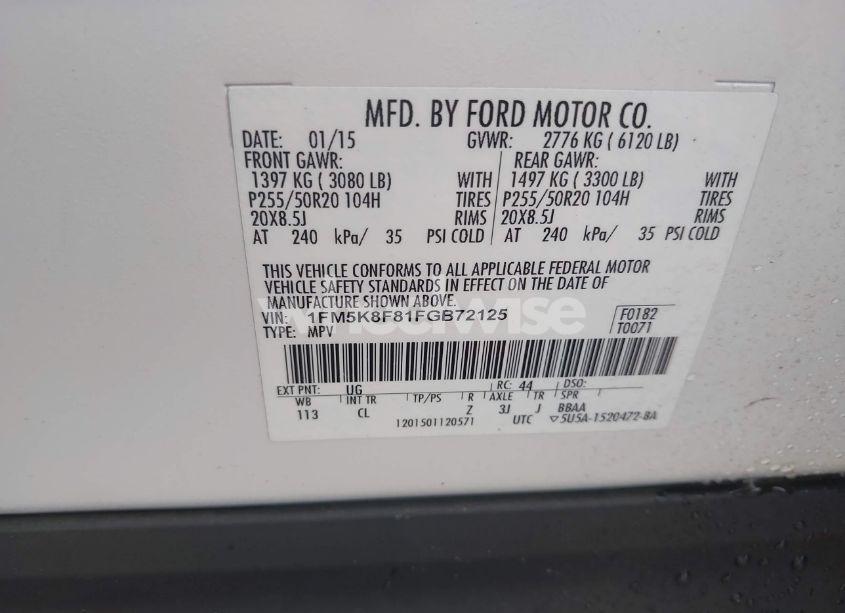 MFD. BY FORD MOTOR CO.
DATE: 01/15 GVWR: 2776 KG ( 6120 LB)
FRONT GAWR: REAR GAWR:
1397 KG ( 3080 LB) WITH 1497 KG ( 3300 LB) WITH
P255/50R20 104H TIRES P255/50R20 104H TIRES
20X8.5J RIMS 20X8.5J RIMS
AT 240 kPa/ 35 PSI COLD AT 240 kPa/ 35 PSI COLD
THIS VEHICLE CONFORMS TO ALL APPLICABLE FEDERAL MOTOR
VEHICLE SAFETY STANDARDS IN EFFECT ON THE DATE OF
MANUFACTURE SHOWN ABOVE.
wheelwise
VIN: 1FM5K8F81FGB72125 F0182
TYPE: MPV T0071
EXT PNT: UG RC: 44 DSO:
WB INT TR TP/PS R AXLE TR SPR
113 CL Z 3J J BBAA
1201501120571 UTC ▽5U5A-1520472-BA